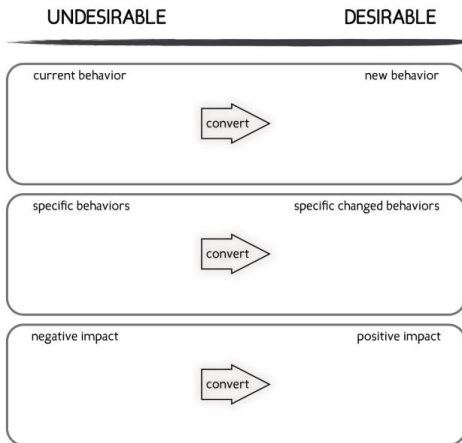 UNDESIRABLE DESIRABLE
current behavior new behavior
convert
specific behaviors specific changed behaviors
convert
negative impact positive impact
convert